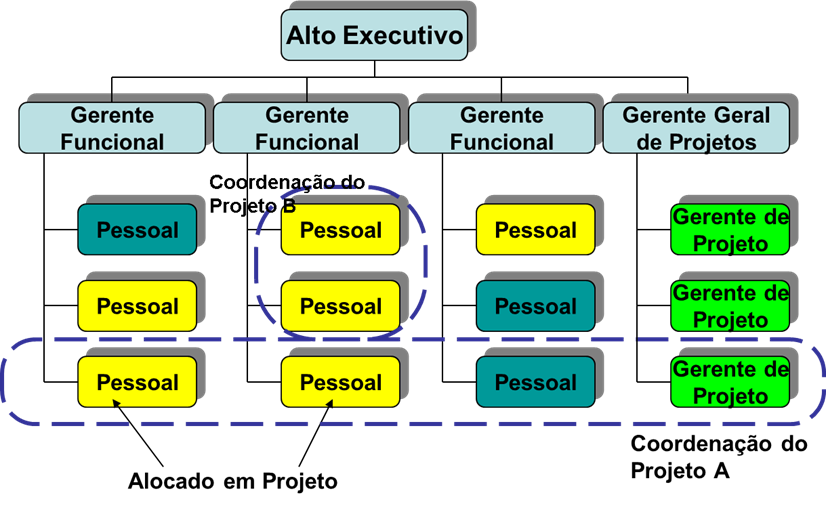 Alto Executivo
Gerente
Funcional
Gerente
Funcional
Gerente
Funcional
Gerente Geral
de Projetos
Coordenação do
Projeto B
Pessoal
Pessoal
Pessoal
Gerente de
Projeto
Pessoal
Pessoal
Pessoal
Gerente de
Projeto
Pessoal
Pessoal
Pessoal
Gerente de
Projeto
Coordenação do
Projeto A
Alocado em Projeto